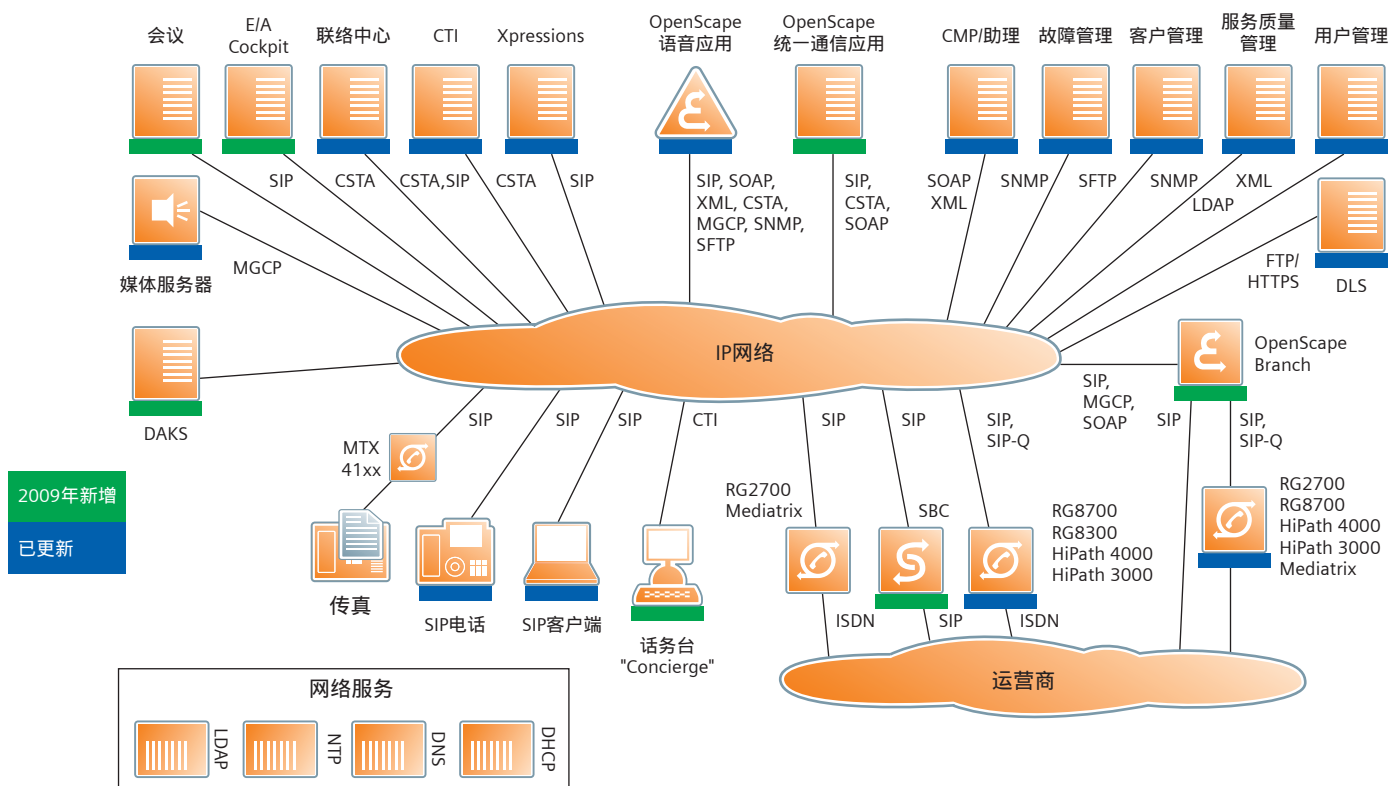 会议
E/A
Cockpit
联络中心
CTI
Xpressions
OpenScape
语音应用
OpenScape
统一通信应用
CMP/助理
故障管理
客户管理
服务质量
管理
用户管理
SIP
CSTA
CSTA,SIP
CSTA
SIP
SIP, SOAP,
XML, CSTA,
MGCP, SNMP,
SFTP
SIP,
CSTA,
SOAP
SOAP
XML
SNMP
SFTP
SNMP
XML
LDAP
媒体服务器
MGCP
FTP/
HTTPS
DLS
IP网络
OpenScape
Branch
DAKS
SIP,
MGCP,
SOAP
SIP
SIP,
SIP-Q
SIP
SIP
SIP
CTI
SIP
SIP
SIP,
SIP-Q
MTX
41xx
2009年新增
已更新
RG2700
Mediatrix
SBC
RG8700
RG8300
HiPath 4000
HiPath 3000
RG2700
RG8700
HiPath 4000
HiPath 3000
Mediatrix
传真
SIP电话
SIP客户端
话务台
"Concierge"
ISDN
SIP
ISDN
运营商
网络服务
LDAP
NTP
DNS
DHCP